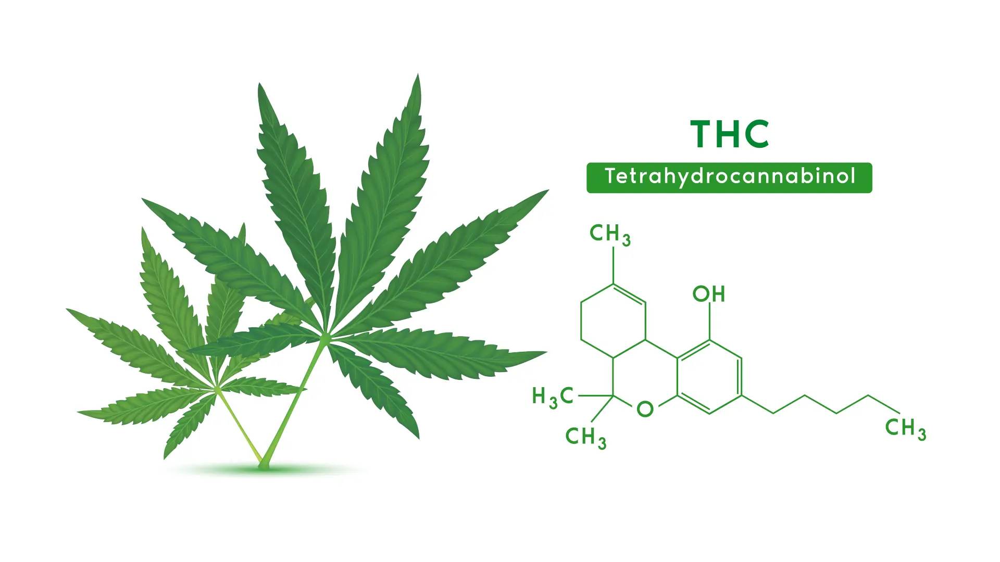 THC
Tetrahydrocannabinol
CH3
OH
H3C
O
CH3
CH3